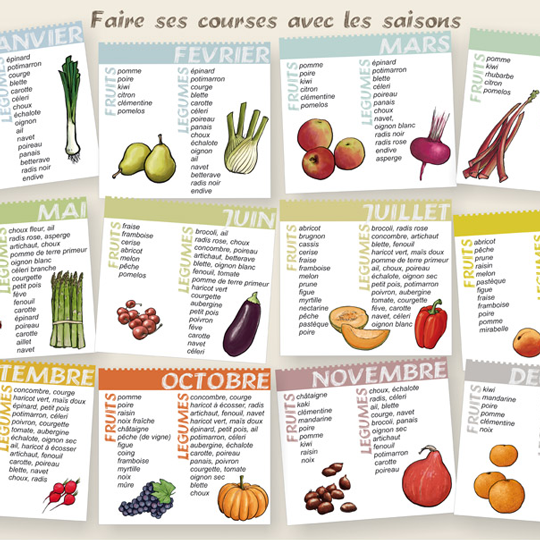 Faire ses courses avec les saisons
ANVIER
LEGUMES
épinard
potimarron
courge
blette
carotte
céleri
choux
échalote
oignon
ail
navet
poireau
panais
betterave
radis noir
endive
FEVRIER
FRUITS
pomme
poire
kiwi
citron
clémentine
pomelos
LEGUMES
épinard
potimarron
blette
carotte
céleri
poireau
panais
choux
échalote
oignon
ail
navet
betterave
radis noir
endive
MARS
FRUITS
pomme
poire
kiwi
citron
clémentine
pomelos
LEGUMES
épinard
potimarron
blette
carotte
céleri
poireau
panais
choux
navet,
oignon blanc
radis noir
radis rose
endive
asperge
FRUITS
pomme
kiwi
rhubarbe
citron
pomelos
MAI
LEGUMES
choux fleur, ail
radis rose, asperge
artichaut, choux
pomme de terre primeur
oignon blanc
céleri branche
courgette
petit pois
fève
fenouil
carotte
épinard
poireau
carotte
aillet
navet
JUIN
FRUITS
fraise
framboise
cerise
abricot
melon
pêche
pomelos
LEGUMES
brocoli, ail
radis rose, choux
concombre, poireau
artichaut, betterave
blette, oignon blanc
fenouil, tomate
pomme de terre primeur
haricot vert
courgette
aubergine
petit pois
poivron
fève
carotte
navet
céleri
JUILLET
FRUITS
abricot
brugnon
cassis
cerise
fraise
framboise
melon
prune
figue
myrtille
nectarine
pêche
pastèque
poire
LEGUMES
brocoli, radis rose
concombre, artichaut
blette, fenouil
haricot vert, maïs doux
pomme de terre primeur
ail, choux, poireau
échalote, oignon sec
petit pois, potimarron
poivron, aubergine
tomate, courgette
fève, carotte
navet, céleri
oignon blanc
FRUITS
abricot
pêche
prune
raisin
melon
pastèque
figue
fraise
framboise
poire
pomme
mirabelle
TEMBRE
LEGUMES
concombre, courge
haricot vert, maïs doux
épinard, petit pois
potimarron, céleri
poivron, courgette
tomate, aubergine
échalote, oignon sec
ail, haricot à écosser
artichaut, fenouil
carotte, poireau
blette, navet
choux, radis
OCTOBRE
FRUITS
pomme
poire
raisin
noix fraîche
châtaigne
pêche (de vigne)
figue
coing
framboise
myrtille
noix
mûre
LEGUMES
concombre, courge
haricot à écosser, radis
artichaut, fenouil, navet
haricot vert, maïs doux
épinard, petit pois, ail
potimarron, céleri
aubergine, échalote
carotte, poireau
panais, poivron
courgette, tomate
oignon sec
blette
choux
NOVEMBRE
FRUITS
châtaigne
kaki
clémentine
mandarine
poire
pomme
kiwi
raisin
noix
LEGUMES
choux, échalote
radis, céleri
ail, blette
courge, navet
brocoli, panais
oignon sec
artichaut
fenouil
potimarron
carotte
poireau
DE
FRUITS
kiwi
mandarine
poire
pomme
clémentine
noix